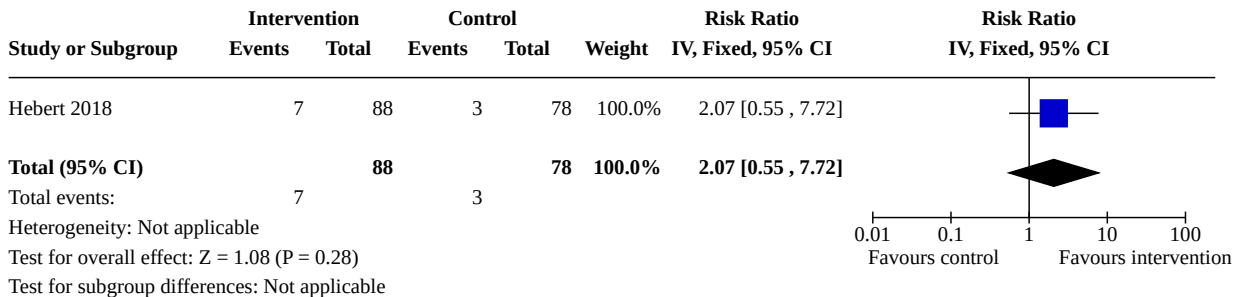 Intervention Control Risk Ratio Risk Ratio
Study or Subgroup Events Total Events Total Weight IV, Fixed, 95% CI IV, Fixed, 95% CI
Hebert 2018 7 88 3 78 100.0% 2.07 [0.55 , 7.72]
Total (95% CI) 88 78 100.0% 2.07 [0.55 , 7.72]
Total events: 7 3
Heterogeneity: Not applicable
Test for overall effect: Z = 1.08 (P = 0.28)
Test for subgroup differences: Not applicable
0.01 0.1 1 10 100
Favours control Favours intervention